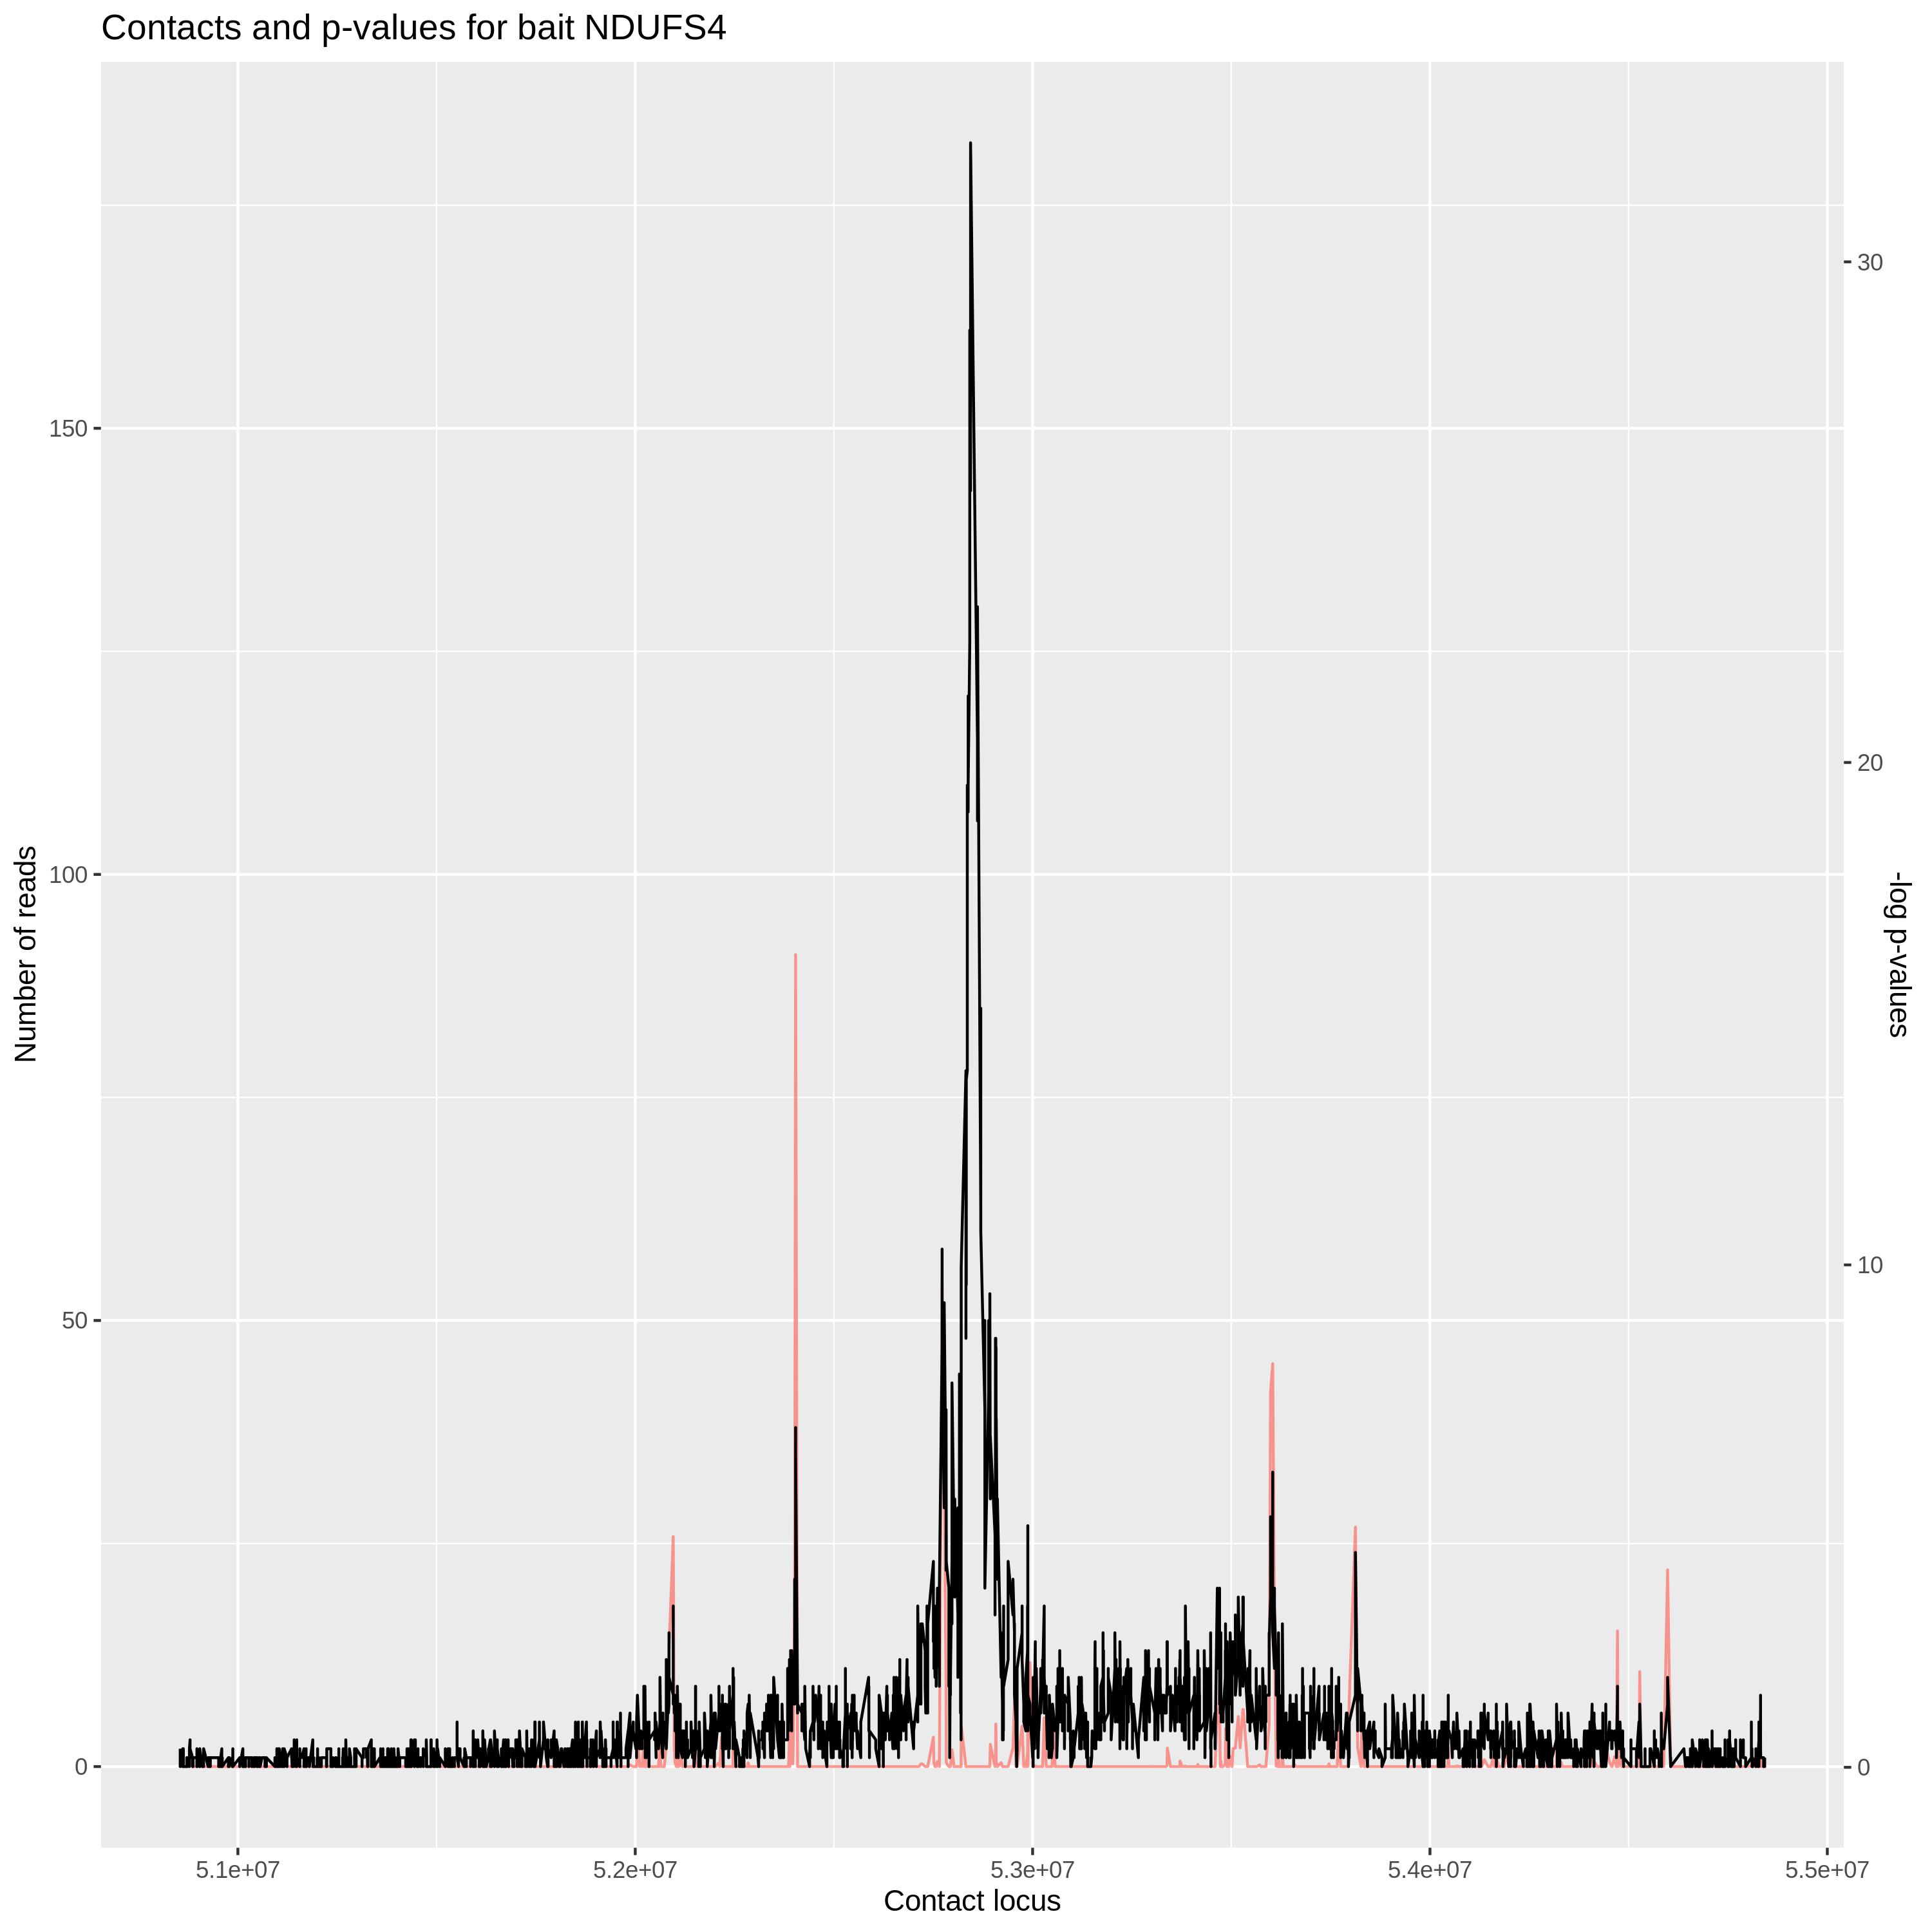 Contacts and p-values for bait NDUFS4
Number of reads
150
100
50
0
30
20
10
0
-log p-values
5.1e+07 5.2e+07 5.3e+07 5.4e+07 5.5e+07
Contact locus